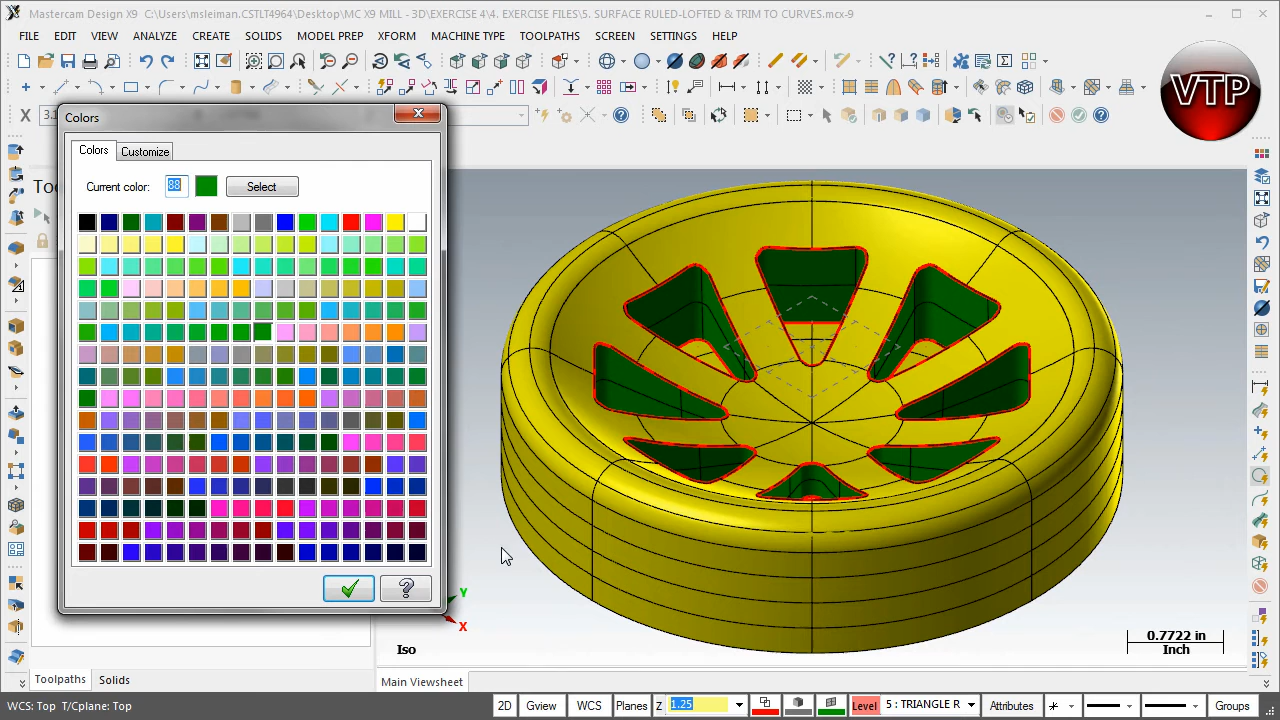 Mastercam Design X9 C:\Users\msleiman.CSTLT4964\Desktop\MC X9 MILL - 3D\EXERCISE 4\4. EXERCISE FILES\5. SURFACE RULED-LOFTED & TRIM TO CURVES.mcx-9
FILE EDIT VIEW ANALYZE CREATE SOLIDS MODEL PREP XFORM MACHINE TYPE TOOLPATHS SCREEN SETTINGS HELP
VTP
X
Colors
Colors Customize
Current color: 88 Select
Y
X
Iso
0.7722 in
Inch
Toolpaths Solids
Main Viewsheet
WCS: Top T/Cplane: Top 2D Gview WCS Planes Z 1.25 Level 5 : TRIANGLE R Attributes Groups